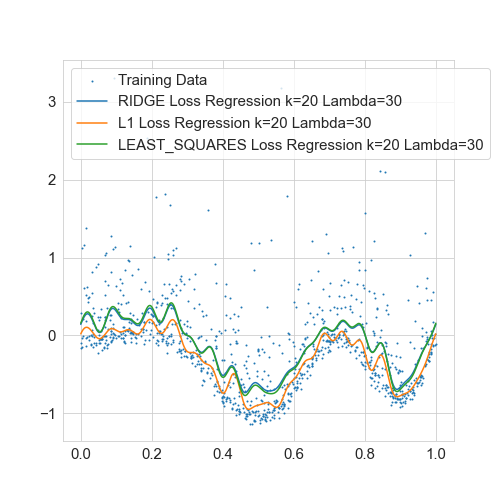 Training Data
RIDGE Loss Regression k=20 Lambda=30
L1 Loss Regression k=20 Lambda=30
LEAST_SQUARES Loss Regression k=20 Lambda=30
3
2
1
0
−1
0.0 0.2 0.4 0.6 0.8 1.0